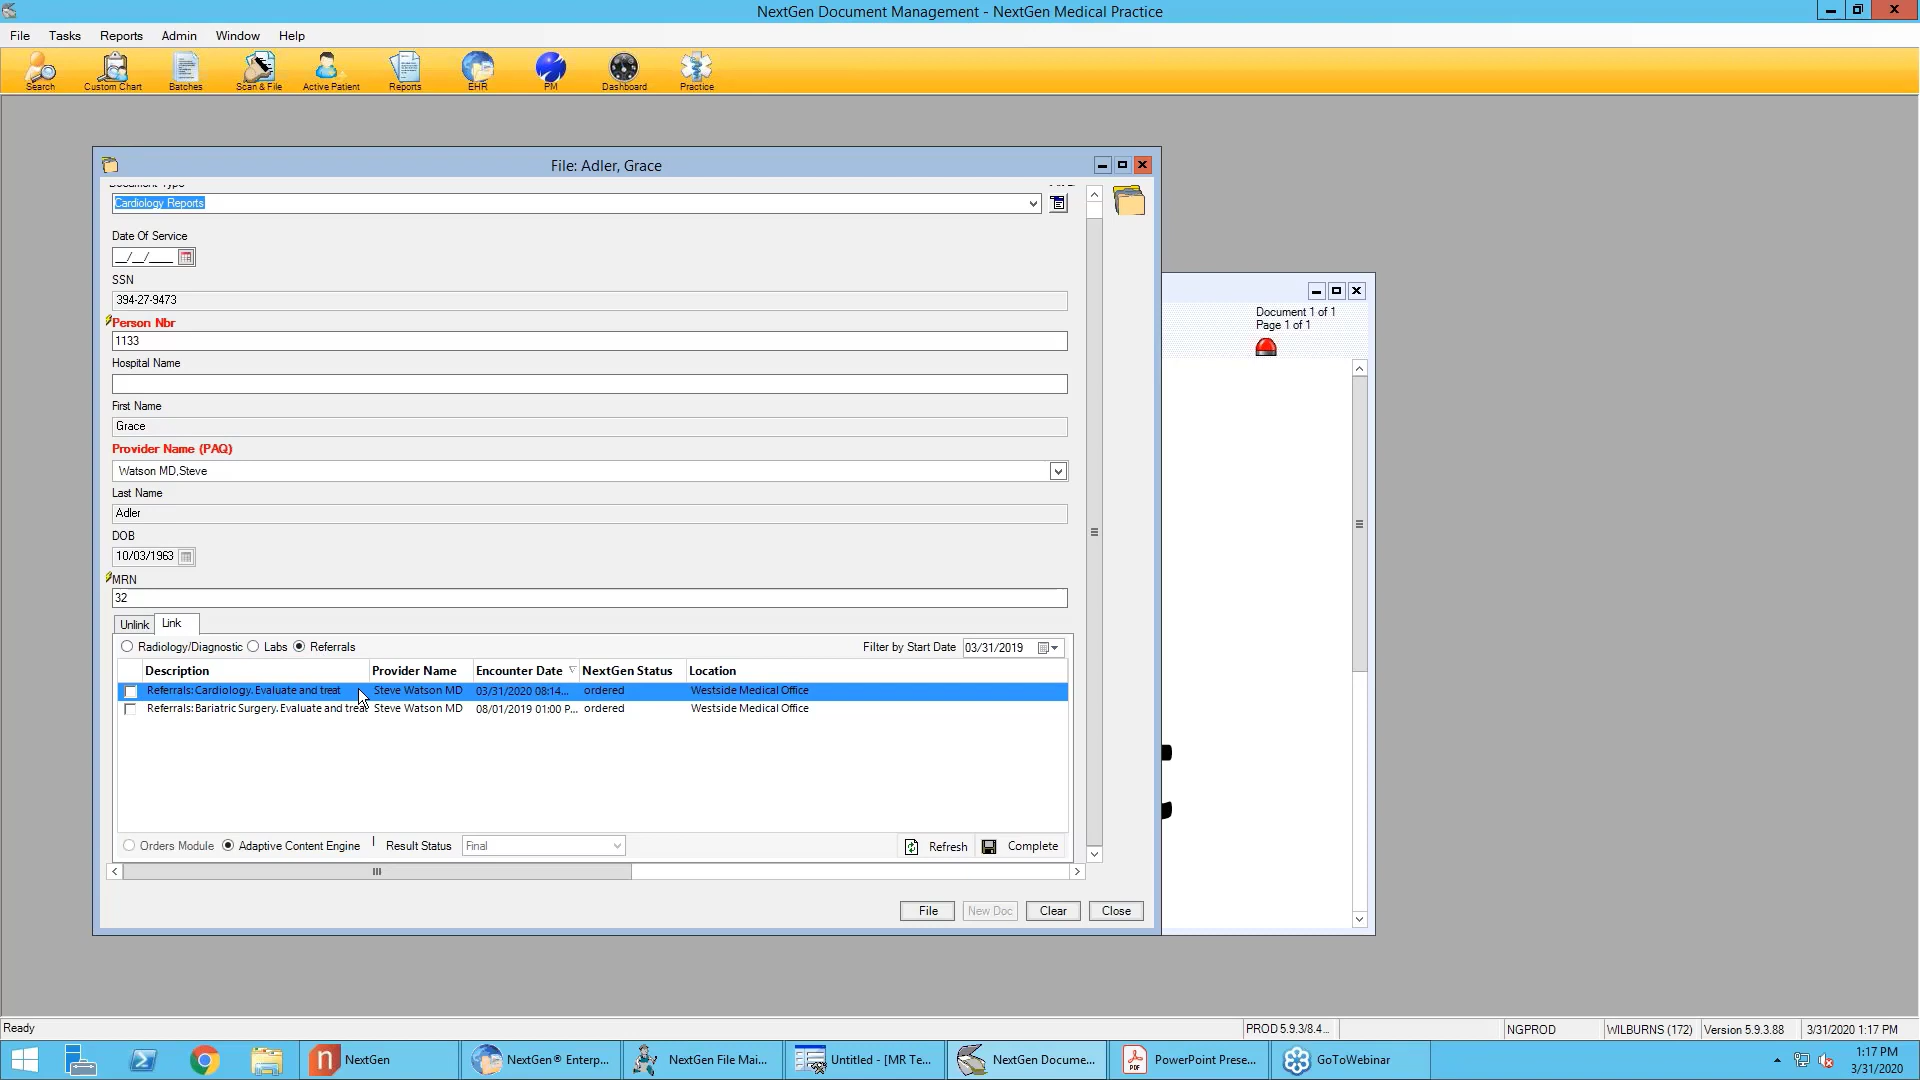 NextGen Document Management - NextGen Medical Practice
File Tasks Reports Admin Window Help
Search Custom Chart Batches Scan & File Active Patient Reports EHR PM Dashboard Practice
File: Adler, Grace
Document Type
Cardiology Reports
Date Of Service
__/__/____
SSN
394-27-9473
Person Nbr
1133
Hospital Name
First Name
Grace
Provider Name (PAQ)
Watson MD,Steve
Last Name
Adler
DOB
10/03/1963
MRN
32
Unlink Link
Radiology/Diagnostic Labs Referrals Filter by Start Date 03/31/2019
Description Provider Name Encounter Date NextGen Status Location
Referrals: Cardiology. Evaluate and treat Steve Watson MD 03/31/2020 08:14... ordered Westside Medical Office
Referrals: Bariatric Surgery. Evaluate and treat Steve Watson MD 08/01/2019 01:00 P... ordered Westside Medical Office
Orders Module Adaptive Content Engine Result Status Final Refresh Complete
File New Doc Clear Close
Document 1 of 1
Page 1 of 1
Ready PROD 5.9.3/8.4... NGPROD WILBURNS (172) Version 5.9.3.88 3/31/2020 1:17 PM
NextGen NextGen® Enterp... NextGen File Mai... Untitled - [MR Te... NextGen Docume... PowerPoint Prese... GoToWebinar
1:17 PM
3/31/2020